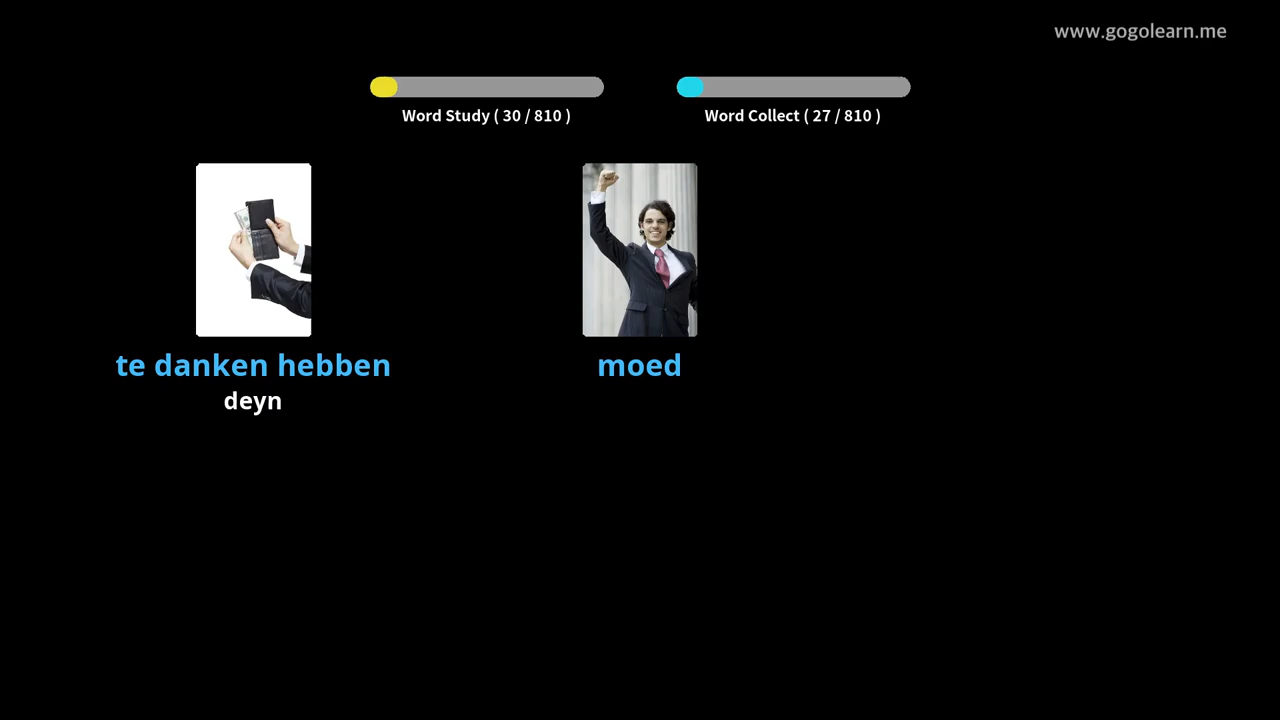 www.gogolearn.me
Word Study ( 30 / 810 )
Word Collect ( 27 / 810 )
te danken hebben
deyn
moed